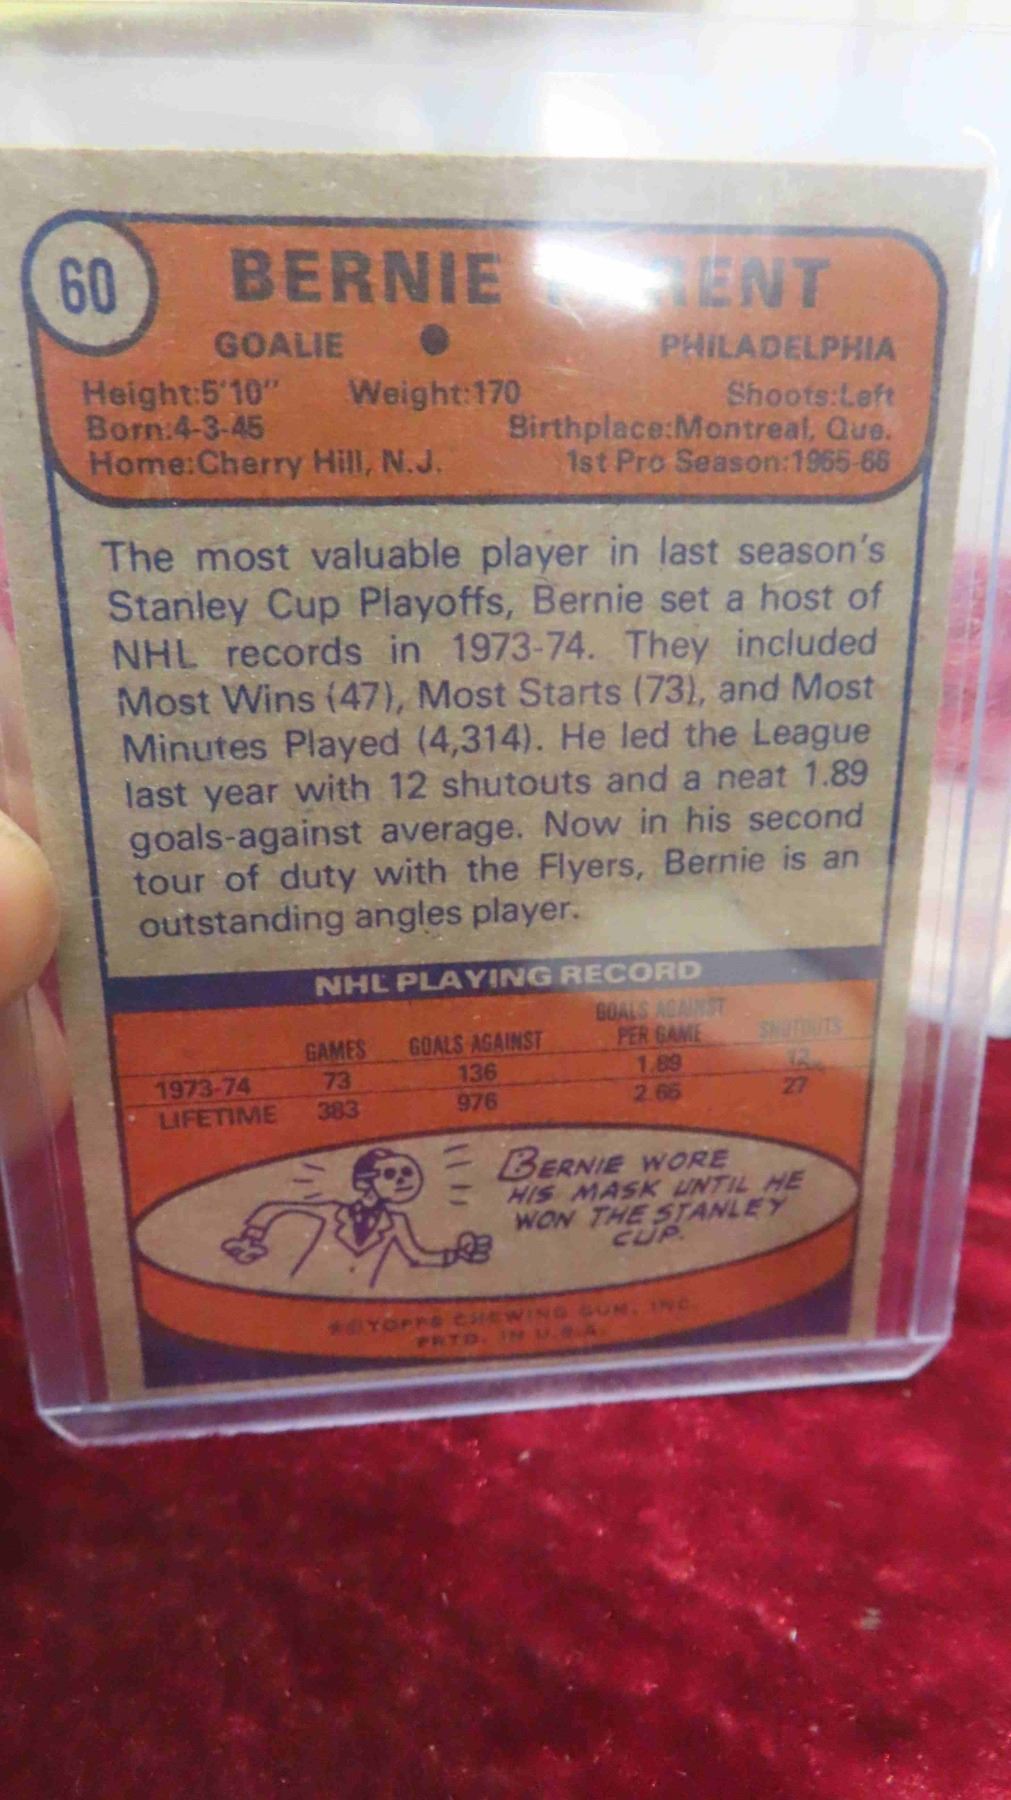 60
BERNIE
GOALIE ● PHILADELPHIA
Height:5'10" Weight:170 Shoots:Left
Born:4-3-45 Birthplace:Montreal, Que.
Home:Cherry Hill, N.J. 1st Pro Season:1965-66
The most valuable player in last season's
Stanley Cup Playoffs, Bernie set a host of
NHL records in 1973-74. They included
Most Wins (47), Most Starts (73), and Most
Minutes Played (4,314). He led the League
last year with 12 shutouts and a neat 1.89
goals-against average. Now in his second
tour of duty with the Flyers, Bernie is an
outstanding angles player.
NHL PLAYING RECORD
GAMES GOALS AGAINST GOALS AGAINST PER GAME SHUTOUTS
1973-74 73 136 1.89 12
LIFETIME 383 976 2.66 27
BERNIE WORE
HIS MASK UNTIL HE
WON THE STANLEY
CUP.
TOPPS CHEWING GUM, INC.
PRTD. IN U.S.A.